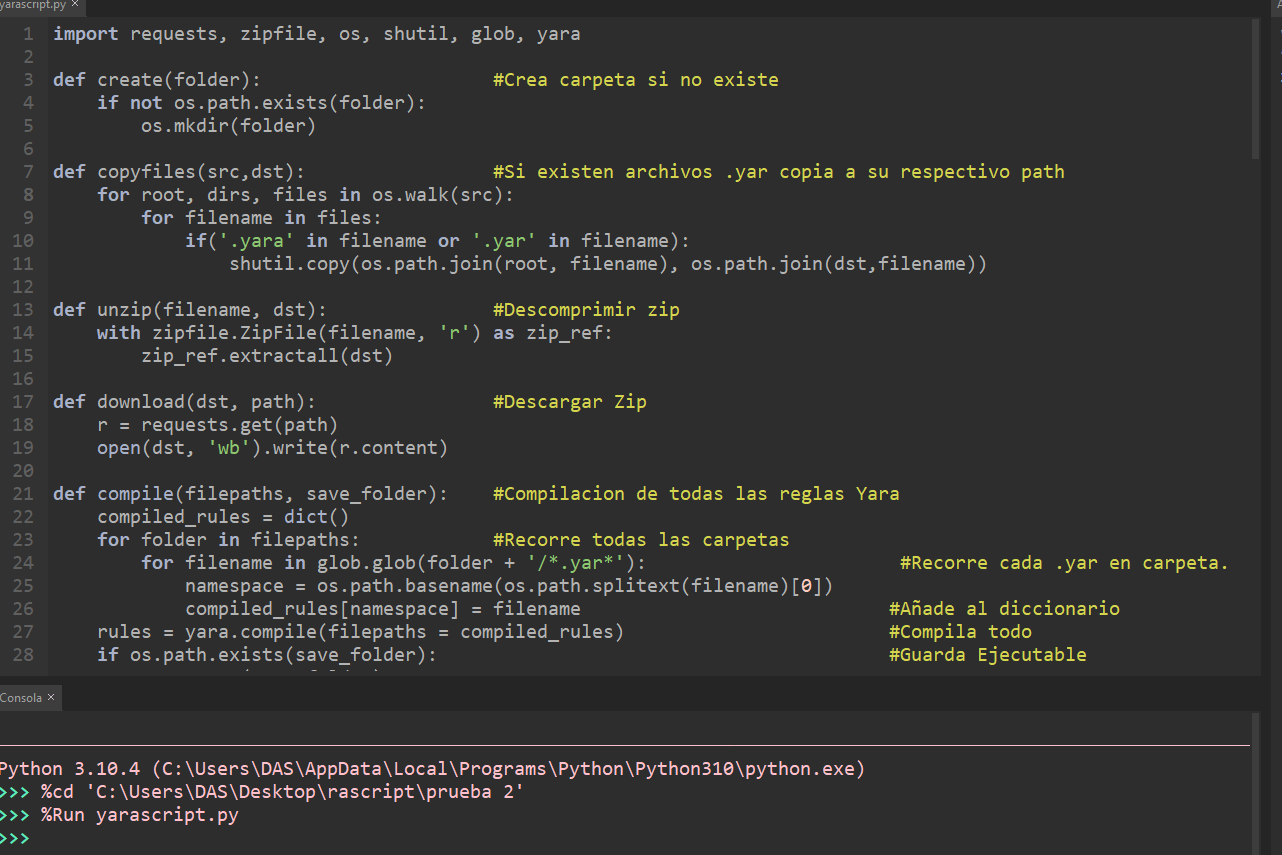 yarascript.py ×
1 import requests, zipfile, os, shutil, glob, yara
2
3 def create(folder): #Crea carpeta si no existe
4 if not os.path.exists(folder):
5 os.mkdir(folder)
6
7 def copyfiles(src,dst): #Si existen archivos .yar copia a su respectivo path
8 for root, dirs, files in os.walk(src):
9 for filename in files:
10 if('.yara' in filename or '.yar' in filename):
11 shutil.copy(os.path.join(root, filename), os.path.join(dst,filename))
12
13 def unzip(filename, dst): #Descomprimir zip
14 with zipfile.ZipFile(filename, 'r') as zip_ref:
15 zip_ref.extractall(dst)
16
17 def download(dst, path): #Descargar Zip
18 r = requests.get(path)
19 open(dst, 'wb').write(r.content)
20
21 def compile(filepaths, save_folder): #Compilacion de todas las reglas Yara
22 compiled_rules = dict()
23 for folder in filepaths: #Recorre todas las carpetas
24 for filename in glob.glob(folder + '/*.yar*'): #Recorre cada .yar en carpeta.
25 namespace = os.path.basename(os.path.splitext(filename)[0])
26 compiled_rules[namespace] = filename #Añade al diccionario
27 rules = yara.compile(filepaths = compiled_rules) #Compila todo
28 if os.path.exists(save_folder): #Guarda Ejecutable
Consola ×
Python 3.10.4 (C:\Users\DAS\AppData\Local\Programs\Python\Python310\python.exe)
>>> %cd 'C:\Users\DAS\Desktop\rascript\prueba 2'
>>> %Run yarascript.py
>>>